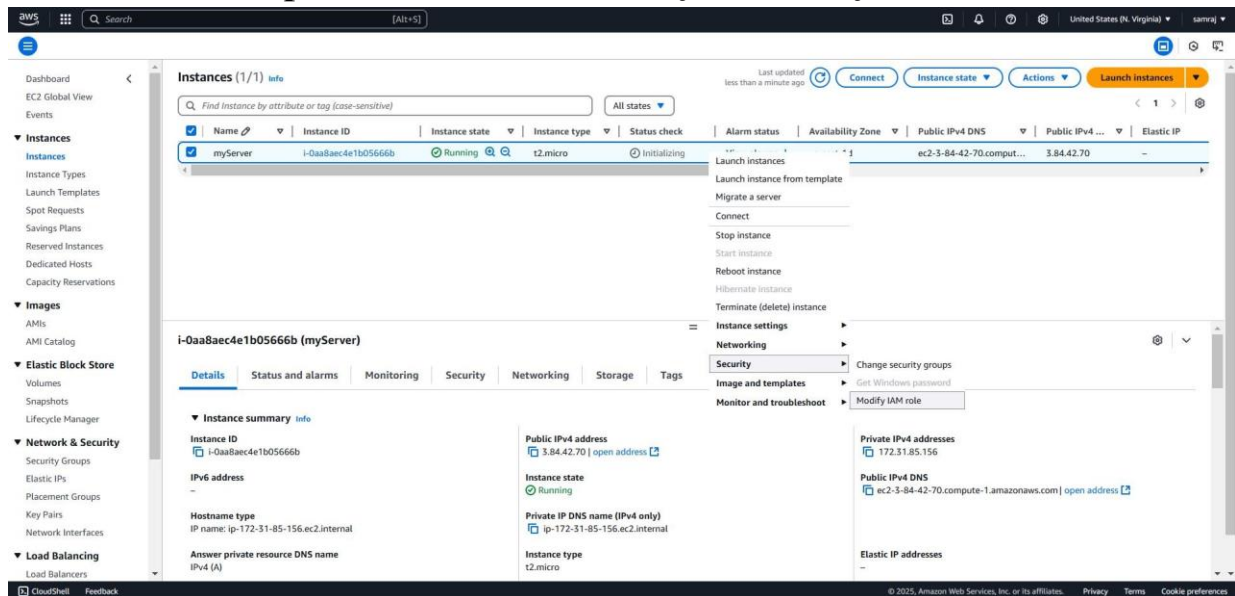 aws
Search
[Alt+S]
United States (N. Virginia)
samraj
Dashboard
EC2 Global View
Events
Instances
Instances
Instance Types
Launch Templates
Spot Requests
Savings Plans
Reserved Instances
Dedicated Hosts
Capacity Reservations
Images
AMIs
AMI Catalog
Elastic Block Store
Volumes
Snapshots
Lifecycle Manager
Network & Security
Security Groups
Elastic IPs
Placement Groups
Key Pairs
Network Interfaces
Load Balancing
Load Balancers
Instances (1/1) Info
Last updated
less than a minute ago
Connect
Instance state
Actions
Launch instances
Find Instance by attribute or tag (case-sensitive)
All states
1
Name
Instance ID
Instance state
Instance type
Status check
Alarm status
Availability Zone
Public IPv4 DNS
Public IPv4 ...
Elastic IP
myServer
i-0aa8aec4e1b05666b
Running
t2.micro
Initializing
ec2-3-84-42-70.comput...
3.84.42.70
–
Launch instances
Launch instance from template
Migrate a server
Connect
Stop instance
Start instance
Reboot instance
Hibernate instance
Terminate (delete) instance
Instance settings
Networking
Security
Image and templates
Monitor and troubleshoot
Change security groups
Get Windows password
Modify IAM role
i-0aa8aec4e1b05666b (myServer)
Details
Status and alarms
Monitoring
Security
Networking
Storage
Tags
Instance summary Info
Instance ID
i-0aa8aec4e1b05666b
Public IPv4 address
3.84.42.70 | open address
Private IPv4 addresses
172.31.85.156
IPv6 address
–
Instance state
Running
Public IPv4 DNS
ec2-3-84-42-70.compute-1.amazonaws.com | open address
Hostname type
IP name: ip-172-31-85-156.ec2.internal
Private IP DNS name (IPv4 only)
ip-172-31-85-156.ec2.internal
Answer private resource DNS name
IPv4 (A)
Instance type
t2.micro
Elastic IP addresses
–
CloudShell
Feedback
© 2025, Amazon Web Services, Inc. or its affiliates.
Privacy
Terms
Cookie preferences